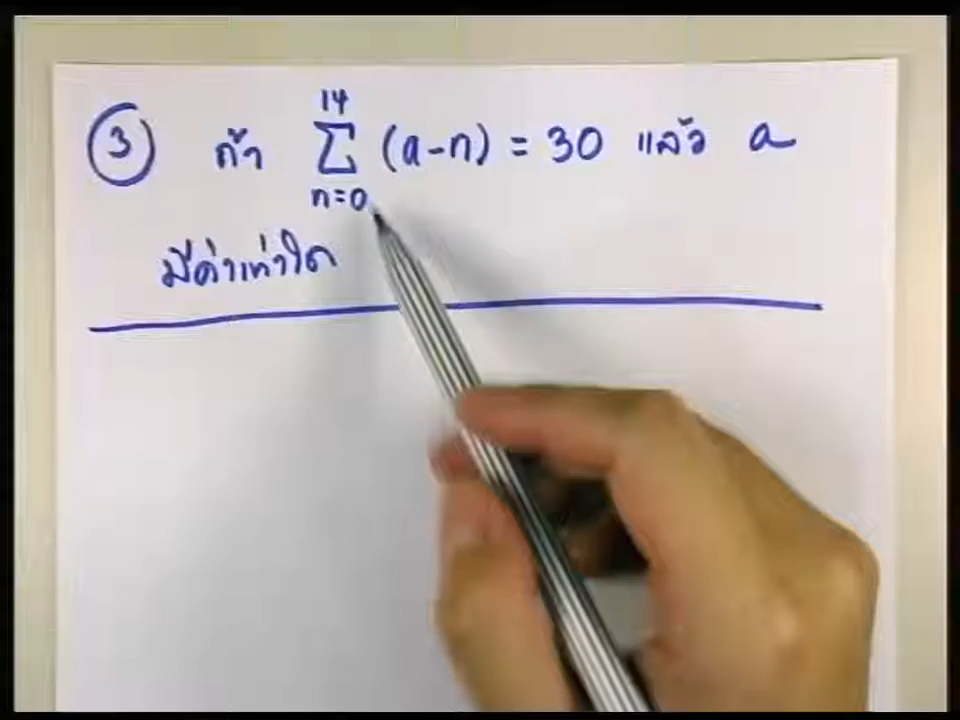 ③ ถ้า 14 Σ n=0 (a-n) = 30 แล้ว a
มีค่าเท่าใด